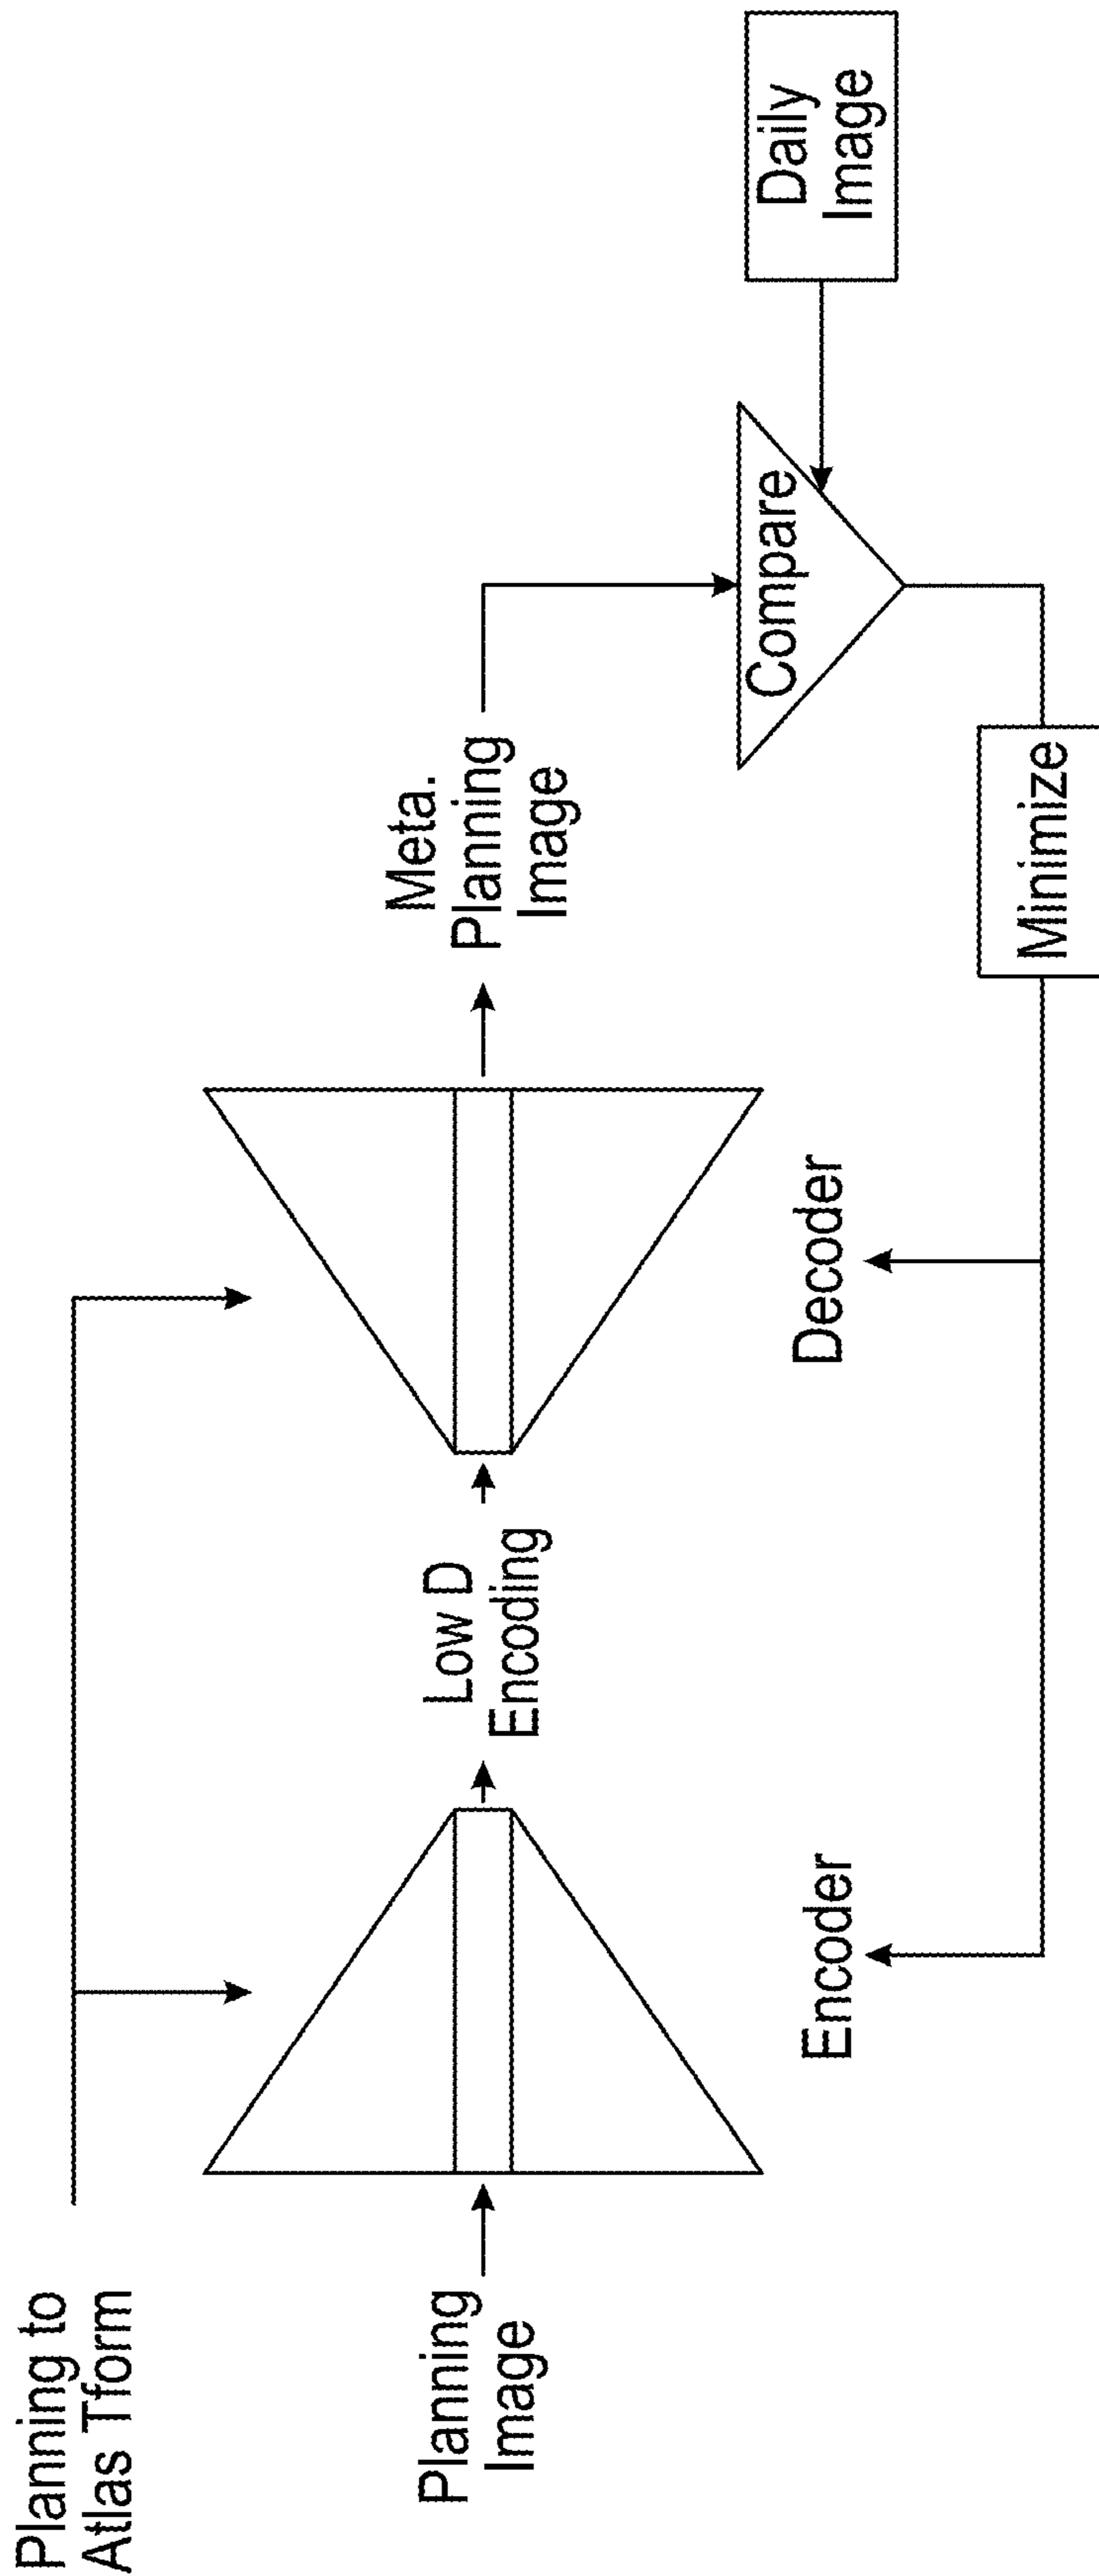 Planning to
Atlas Tform
Planning
Image
Low D
Encoding
Meta.
Planning
Image
Encoder
Decoder
Compare
Daily
Image
Minimize